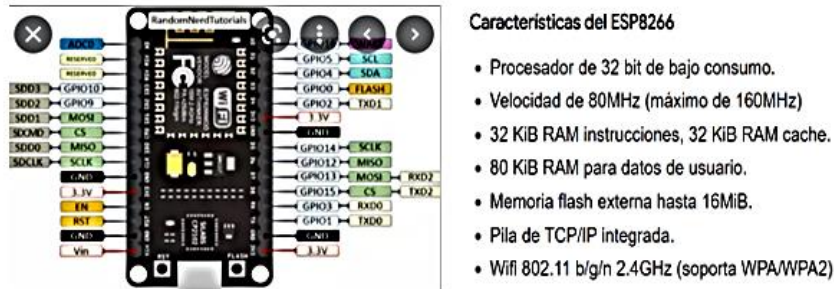 RandomNerdTutorials
ADC0
RESERVED
RESERVED
SDD3 GPIO10
SDD2 GPIO9
SDD1 MOSI
SDCMD CS
SDD0 MISO
SDCLK SCLK
GND
3.3V
EN
RST
GND
Vin
GPIO16
GPIO5 SCL
GPIO4 SDA
GPIO0 FLASH
GPIO2 TXD1
3.3V
GND
GPIO14 SCLK
GPIO12 MISO
GPIO13 MOSI RXD2
GPIO15 CS TXD2
GPIO3 RXD0
GPIO1 TXD0
GND
3.3V
WiFi
SILABS
CP2102
RST
FLASH
Características del ESP8266
• Procesador de 32 bit de bajo consumo.
• Velocidad de 80MHz (máximo de 160MHz)
• 32 KiB RAM instrucciones, 32 KiB RAM cache.
• 80 KiB RAM para datos de usuario.
• Memoria flash externa hasta 16MiB.
• Pila de TCP/IP integrada.
• Wifi 802.11 b/g/n 2.4GHz (soporta WPA/WPA2)